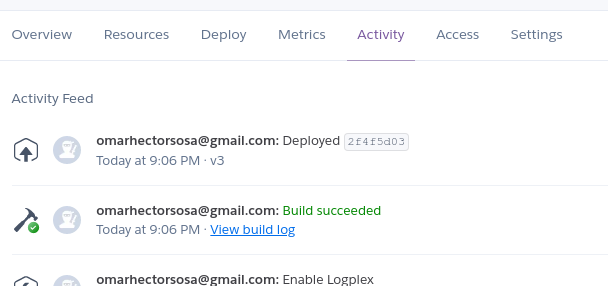 Overview Resources Deploy Metrics Activity Access Settings
Activity Feed
omarhectorsosa@gmail.com: Deployed 2f4f5d03
Today at 9:06 PM · v3
omarhectorsosa@gmail.com: Build succeeded
Today at 9:06 PM · View build log
omarhectorsosa@gmail.com: Enable Logplex